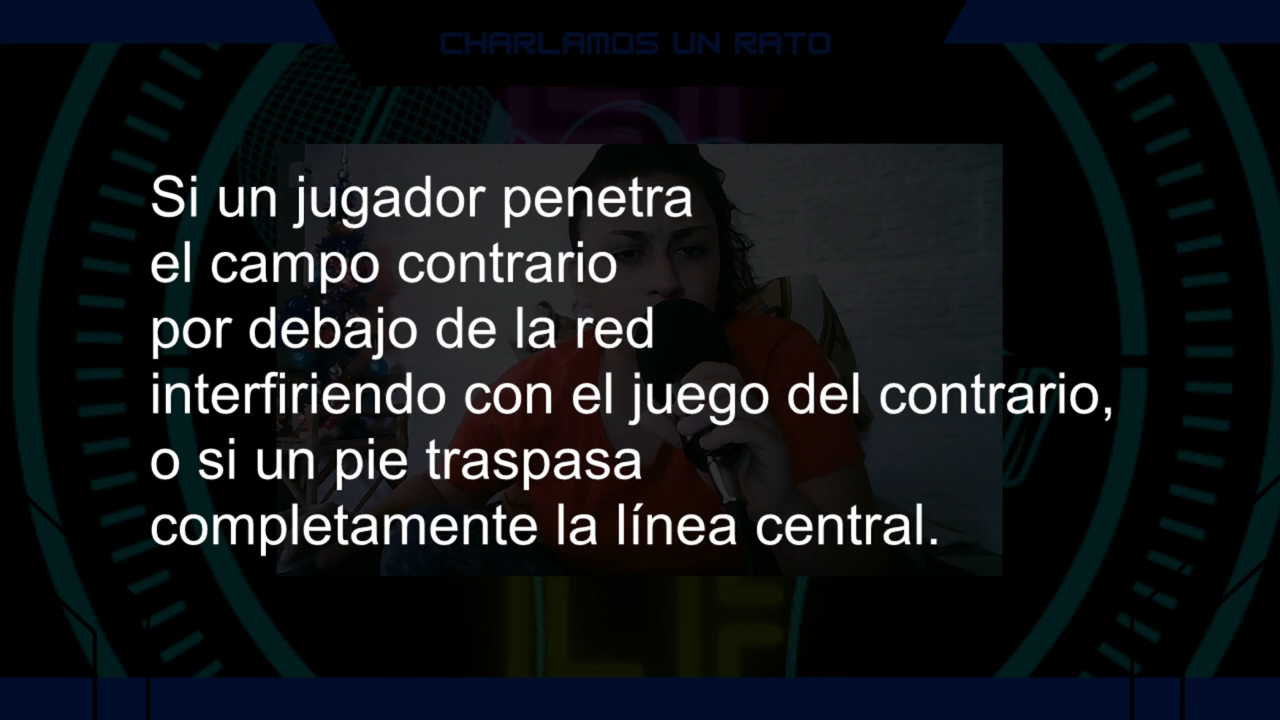 CHARLAMOS UN RATO
Si un jugador penetra
el campo contrario
por debajo de la red
interfiriendo con el juego del contrario,
o si un pie traspasa
completamente la línea central.